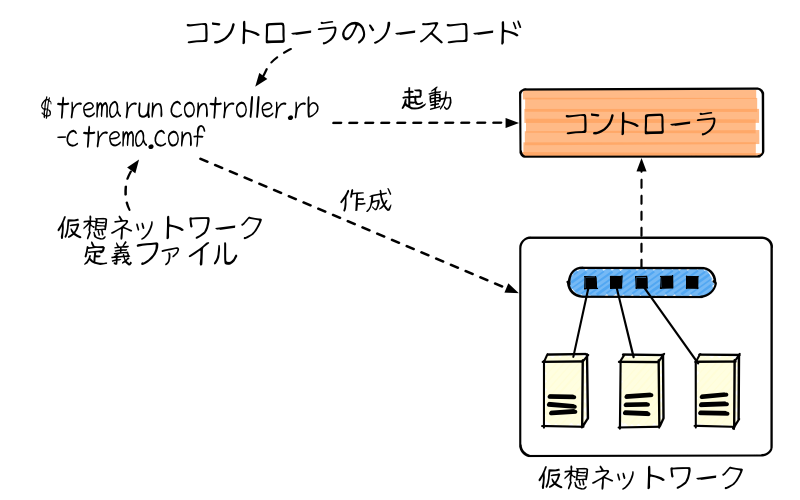 コントローラのソースコード
$ trema run controller.rb
-c trema.conf
起動
コントローラ
作成
仮想ネットワーク
定義ファイル
仮想ネットワーク